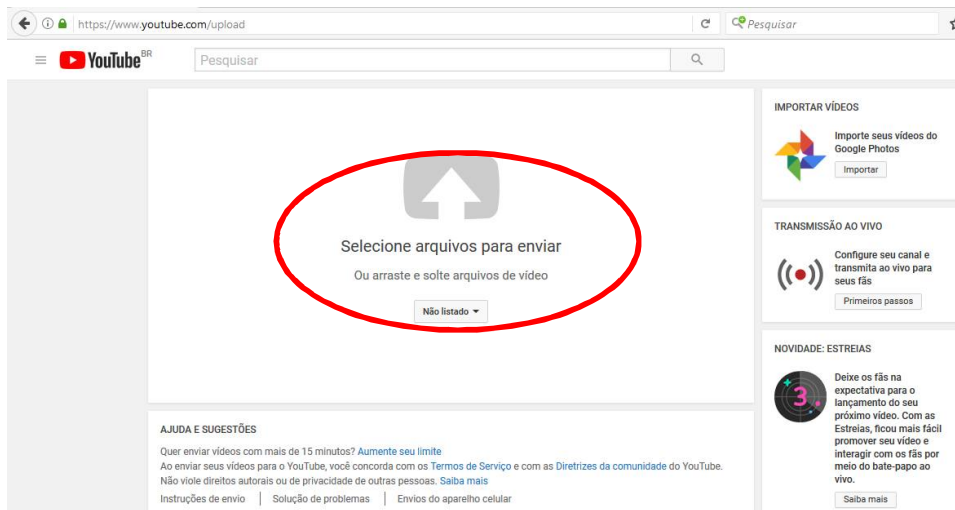 https://www.youtube.com/upload
Pesquisar
YouTube BR
Pesquisar
Selecione arquivos para enviar
Ou arraste e solte arquivos de vídeo
Não listado
IMPORTAR VÍDEOS
Importe seus vídeos do
Google Photos
Importar
TRANSMISSÃO AO VIVO
Configure seu canal e
transmita ao vivo para
seus fãs
Primeiros passos
NOVIDADE: ESTREIAS
3
Deixe os fãs na
expectativa para o
lançamento do seu
próximo vídeo. Com as
Estreias, ficou mais fácil
promover seu vídeo e
interagir com os fãs por
meio do bate-papo ao
vivo.
Saiba mais
AJUDA E SUGESTÕES
Quer enviar vídeos com mais de 15 minutos? Aumente seu limite
Ao enviar seus vídeos para o YouTube, você concorda com os Termos de Serviço e com as Diretrizes da comunidade do YouTube.
Não viole direitos autorais ou de privacidade de outras pessoas. Saiba mais
Instruções de envio | Solução de problemas | Envios do aparelho celular